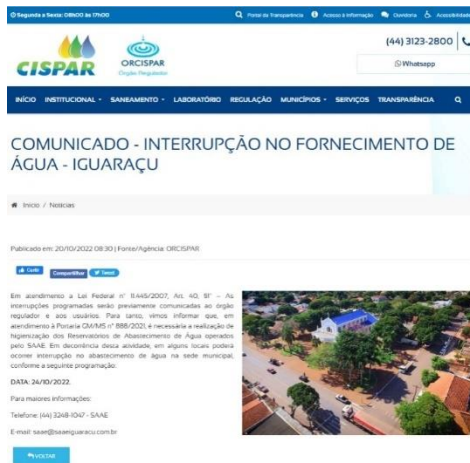 Segunda a Sexta: 08h00 às 17h00
Portal da Transparência Acesso à Informação Ouvidoria Acessibilidade
(44) 3123-2800
Whatsapp
CISPAR
ORCISPAR
Órgão Regulador
INÍCIO INSTITUCIONAL SANEAMENTO LABORATÓRIO REGULAÇÃO MUNICÍPIOS SERVIÇOS TRANSPARÊNCIA
COMUNICADO - INTERRUPÇÃO NO FORNECIMENTO DE
ÁGUA - IGUARAÇU
Início / Notícias
Publicado em: 20/10/2022 08:30 | Fonte/Agência: ORCISPAR
Curtir Compartilhar Tweet
Em atendimento a Lei Federal n° 11.445/2007, Art. 40, §1° – As
interrupções programadas serão previamente comunicadas ao órgão
regulador e aos usuários. Para tanto, vimos informar que, em
atendimento à Portaria GM/MS n° 888/2021, é necessária a realização de
higienização dos Reservatórios de Abastecimento de Água operados
pelo SAAE. Em decorrência desta atividade, em alguns locais poderá
ocorrer interrupção no abastecimento de água na sede municipal,
conforme a seguinte programação:
DATA: 24/10/2022.
Para maiores informações:
Telefone: (44) 3248-1047 - SAAE
E-mail: saae@saaeiguaracu.com.br
VOLTAR